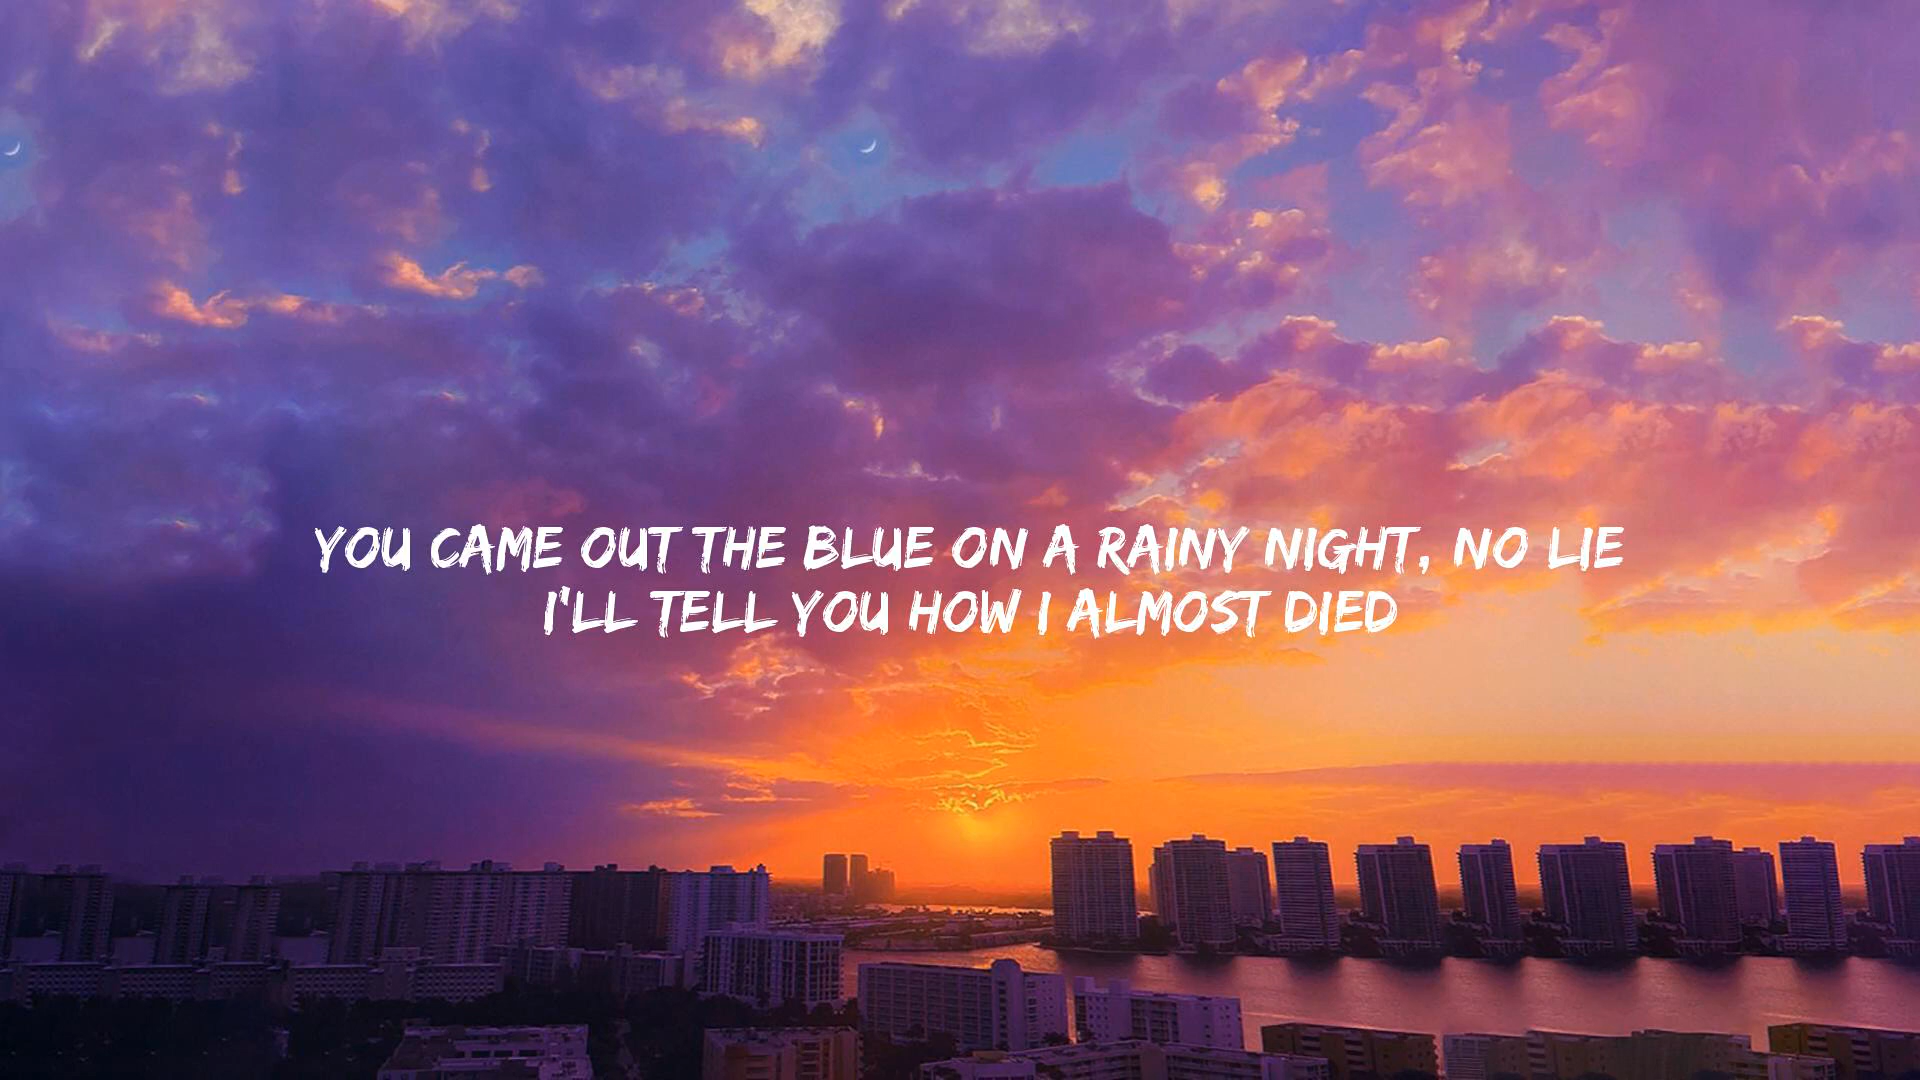 YOU CAME OUT THE BLUE ON A RAINY NIGHT, NO LIE
I'LL TELL YOU HOW I ALMOST DIED